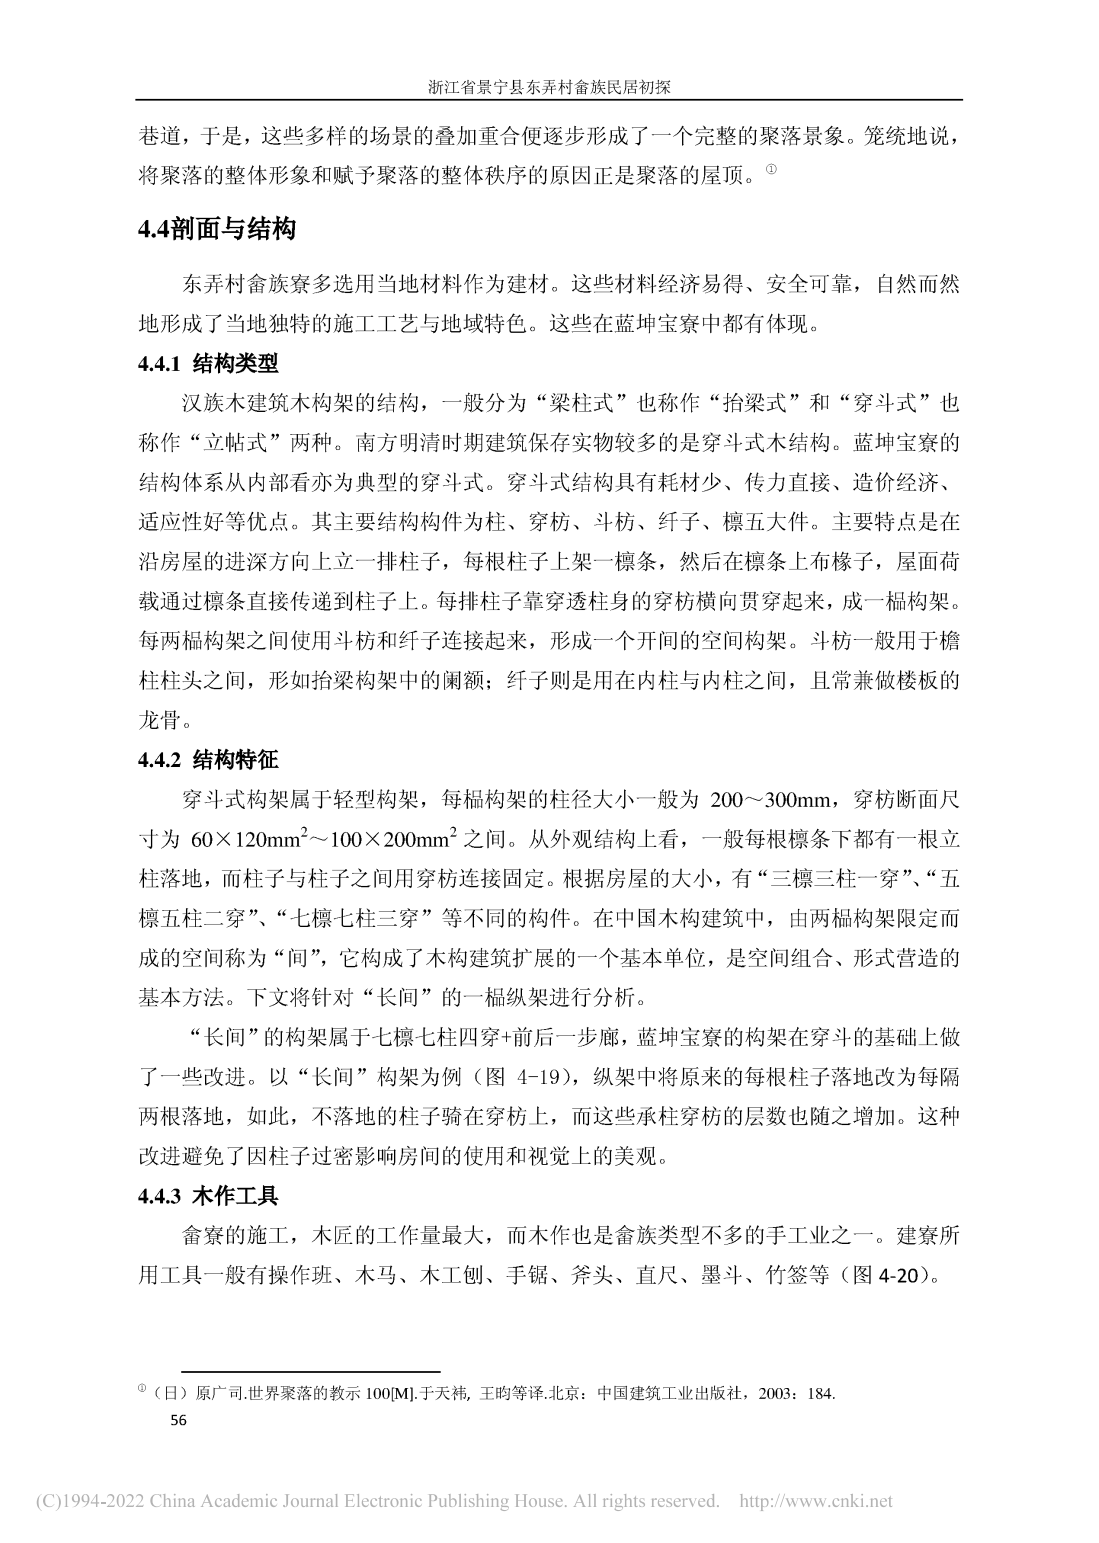 浙江省景宁县东弄村畲族民居初探
巷道，于是，这些多样的场景的叠加重合便逐步形成了一个完整的聚落景象。笼统地说，
将聚落的整体形象和赋予聚落的整体秩序的原因正是聚落的屋顶。①
4.4剖面与结构
东弄村畲族寮多选用当地材料作为建材。这些材料经济易得、安全可靠，自然而然
地形成了当地独特的施工工艺与地域特色。这些在蓝坤宝寮中都有体现。
4.4.1 结构类型
汉族木建筑木构架的结构，一般分为“梁柱式”也称作“抬梁式”和“穿斗式”也
称作“立帖式”两种。南方明清时期建筑保存实物较多的是穿斗式木结构。蓝坤宝寮的
结构体系从内部看亦为典型的穿斗式。穿斗式结构具有耗材少、传力直接、造价经济、
适应性好等优点。其主要结构构件为柱、穿枋、斗枋、纤子、檩五大件。主要特点是在
沿房屋的进深方向上立一排柱子，每根柱子上架一檩条，然后在檩条上布椽子，屋面荷
载通过檩条直接传递到柱子上。每排柱子靠穿透柱身的穿枋横向贯穿起来，成一榀构架。
每两榀构架之间使用斗枋和纤子连接起来，形成一个开间的空间构架。斗枋一般用于檐
柱柱头之间，形如抬梁构架中的阑额；纤子则是用在内柱与内柱之间，且常兼做楼板的
龙骨。
4.4.2 结构特征
穿斗式构架属于轻型构架，每榀构架的柱径大小一般为 200～300mm，穿枋断面尺
寸为 60×120mm²～100×200mm² 之间。从外观结构上看，一般每根檩条下都有一根立
柱落地，而柱子与柱子之间用穿枋连接固定。根据房屋的大小，有“三檩三柱一穿”、“五
檩五柱二穿”、“七檩七柱三穿”等不同的构件。在中国木构建筑中，由两榀构架限定而
成的空间称为“间”，它构成了木构建筑扩展的一个基本单位，是空间组合、形式营造的
基本方法。下文将针对“长间”的一榀纵架进行分析。
“长间”的构架属于七檩七柱四穿+前后一步廊，蓝坤宝寮的构架在穿斗的基础上做
了一些改进。以“长间”构架为例（图 4-19），纵架中将原来的每根柱子落地改为每隔
两根落地，如此，不落地的柱子骑在穿枋上，而这些承柱穿枋的层数也随之增加。这种
改进避免了因柱子过密影响房间的使用和视觉上的美观。
4.4.3 木作工具
畲寮的施工，木匠的工作量最大，而木作也是畲族类型不多的手工业之一。建寮所
用工具一般有操作班、木马、木工刨、手锯、斧头、直尺、墨斗、竹签等（图 4-20）。
①（日）原广司.世界聚落的教示 100[M].于天祎, 王昀等译.北京：中国建筑工业出版社，2003：184.
56
(C)1994-2022 China Academic Journal Electronic Publishing House. All rights reserved. http://www.cnki.net